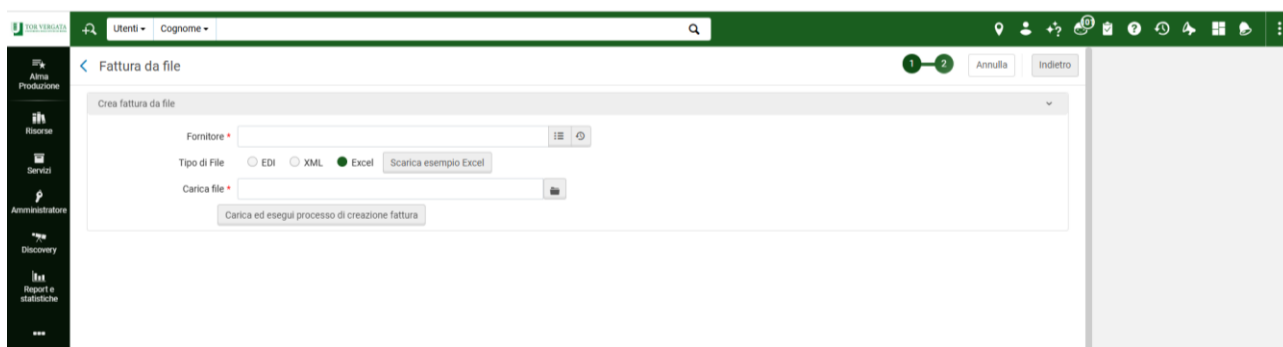 TOR VERGATA
Utenti
Cognome
0
Alma
Produzione
Risorse
Servizi
Amministratore
Discovery
Report e
statistiche
Fattura da file
1 2
Annulla
Indietro
Crea fattura da file
Fornitore *
Tipo di File EDI XML Excel Scarica esempio Excel
Carica file *
Carica ed esegui processo di creazione fattura